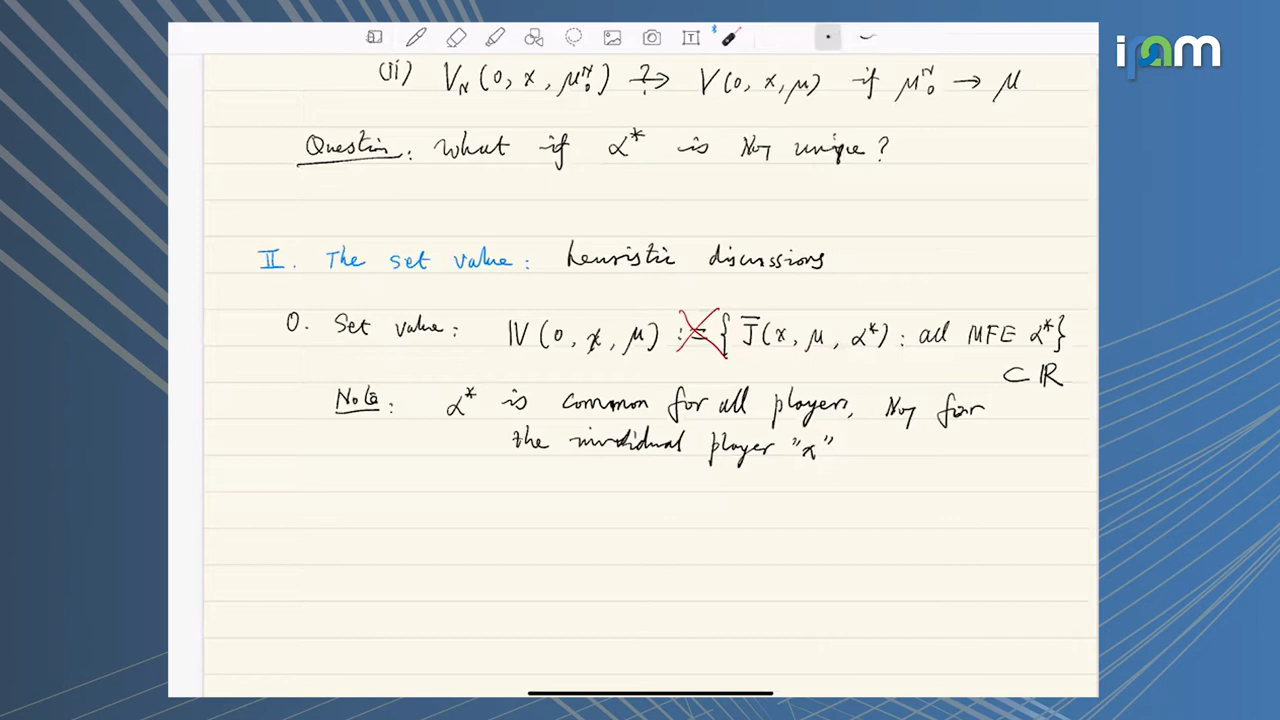 ipam
(ii) V_N(0, x, μ_0^N) →? V(0, x, μ) if μ_0^N → μ
Question: What if α* is Not unique?
II. The set value: heuristic discussions
0. Set value: 𝕍(0, x, μ) := { J̅(x, μ, α*) : all MFE α* }
⊂ ℝ
Note: α* is common for all players, Not for
the individual player "x"